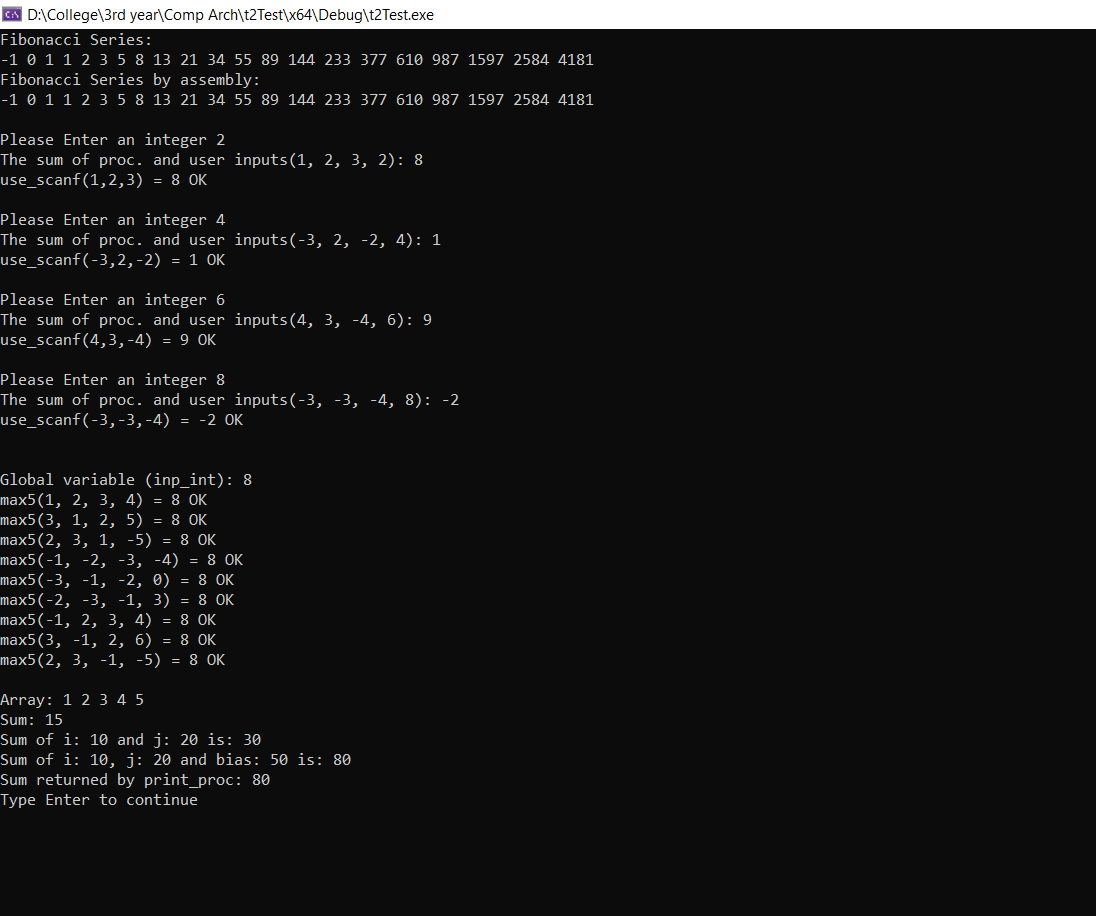 D:\College\3rd year\Comp Arch\t2Test\x64\Debug\t2Test.exe
Fibonacci Series:
-1 0 1 1 2 3 5 8 13 21 34 55 89 144 233 377 610 987 1597 2584 4181
Fibonacci Series by assembly:
-1 0 1 1 2 3 5 8 13 21 34 55 89 144 233 377 610 987 1597 2584 4181
Please Enter an integer 2
The sum of proc. and user inputs(1, 2, 3, 2): 8
use_scanf(1,2,3) = 8 OK
Please Enter an integer 4
The sum of proc. and user inputs(-3, 2, -2, 4): 1
use_scanf(-3,2,-2) = 1 OK
Please Enter an integer 6
The sum of proc. and user inputs(4, 3, -4, 6): 9
use_scanf(4,3,-4) = 9 OK
Please Enter an integer 8
The sum of proc. and user inputs(-3, -3, -4, 8): -2
use_scanf(-3,-3,-4) = -2 OK
Global variable (inp_int): 8
max5(1, 2, 3, 4) = 8 OK
max5(3, 1, 2, 5) = 8 OK
max5(2, 3, 1, -5) = 8 OK
max5(-1, -2, -3, -4) = 8 OK
max5(-3, -1, -2, 0) = 8 OK
max5(-2, -3, -1, 3) = 8 OK
max5(-1, 2, 3, 4) = 8 OK
max5(3, -1, 2, 6) = 8 OK
max5(2, 3, -1, -5) = 8 OK
Array: 1 2 3 4 5
Sum: 15
Sum of i: 10 and j: 20 is: 30
Sum of i: 10, j: 20 and bias: 50 is: 80
Sum returned by print_proc: 80
Type Enter to continue